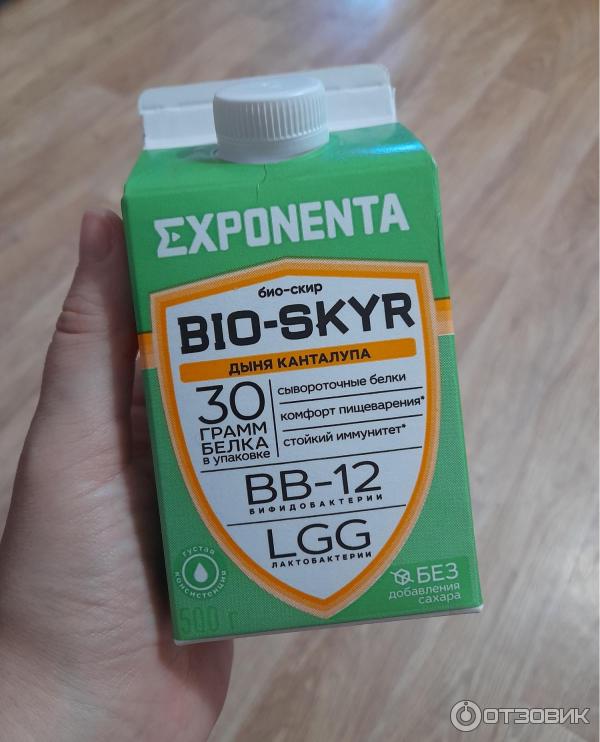 EXPONENTA
био-скир
BIO-SKYR
ДЫНЯ КАНТАЛУПА
30
ГРАММ
БЕЛКА
в упаковке
сывороточные белки
комфорт пищеварения*
стойкий иммунитет*
BB-12
БИФИДОБАКТЕРИИ
LGG
ЛАКТОБАКТЕРИИ
густая
консистенция
БЕЗ
добавления
сахара
500 г
ОТЗОВИК